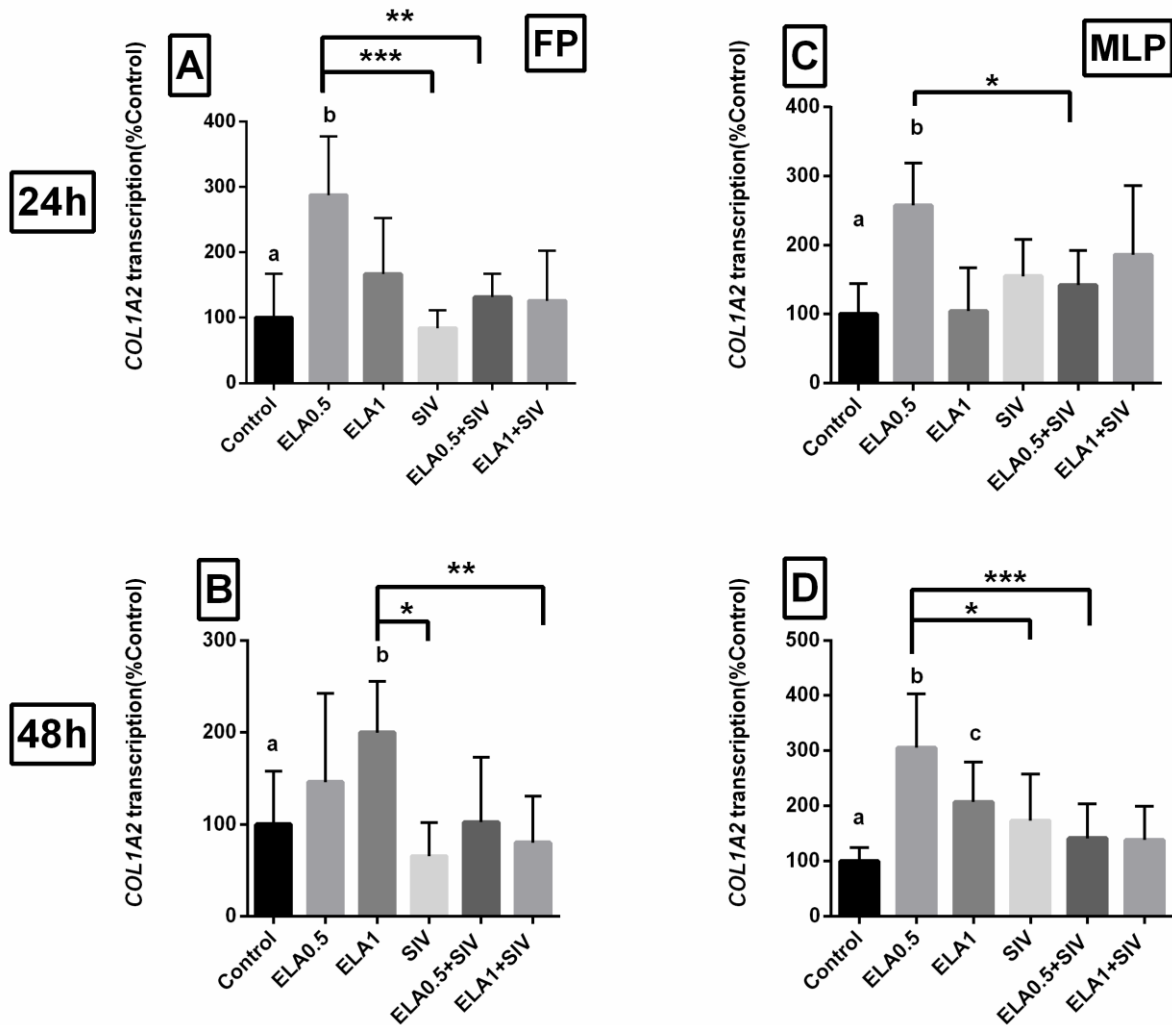 24h
A
FP
**
***
COL1A2 transcription(%Control)
400
300
200
100
0
a
b
Control
ELA0.5
ELA1
SIV
ELA0.5+SIV
ELA1+SIV
C
MLP
*
COL1A2 transcription(%Control)
400
300
200
100
0
a
b
Control
ELA0.5
ELA1
SIV
ELA0.5+SIV
ELA1+SIV
48h
B
**
*
COL1A2 transcription(%Control)
300
200
100
0
a
b
Control
ELA0.5
ELA1
SIV
ELA0.5+SIV
ELA1+SIV
D
***
*
COL1A2 transcription(%Control)
500
400
300
200
100
0
a
b
c
Control
ELA0.5
ELA1
SIV
ELA0.5+SIV
ELA1+SIV